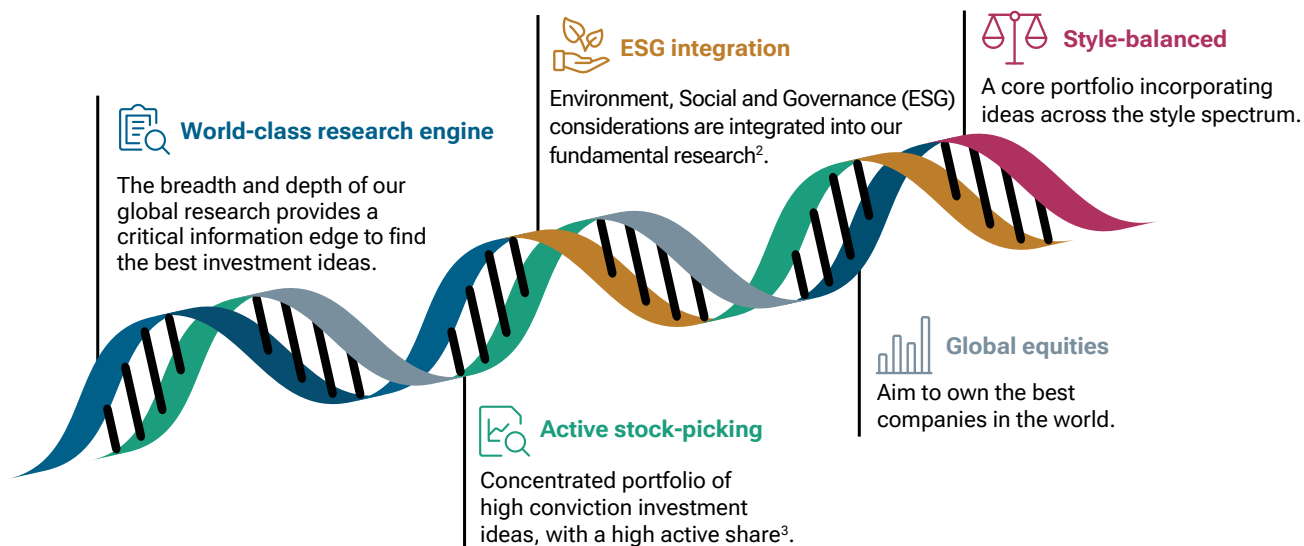 World-class research engine
The breadth and depth of our
global research provides a
critical information edge to find
the best investment ideas.
Active stock-picking
Concentrated portfolio of
high conviction investment
ideas, with a high active share³.
ESG integration
Environment, Social and Governance (ESG)
considerations are integrated into our
fundamental research².
Global equities
Aim to own the best
companies in the world.
Style-balanced
A core portfolio incorporating
ideas across the style spectrum.